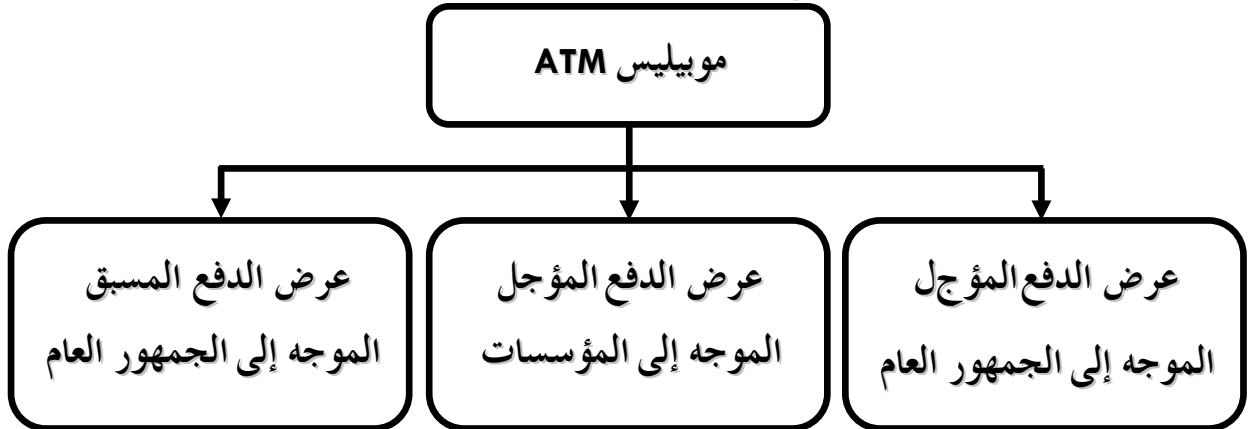 موبيليس ATM
عرض الدفع المؤجل
الموجه إلى الجمهور العام
عرض الدفع المؤجل
الموجه إلى المؤسسات
عرض الدفع المسبق
الموجه إلى الجمهور العام